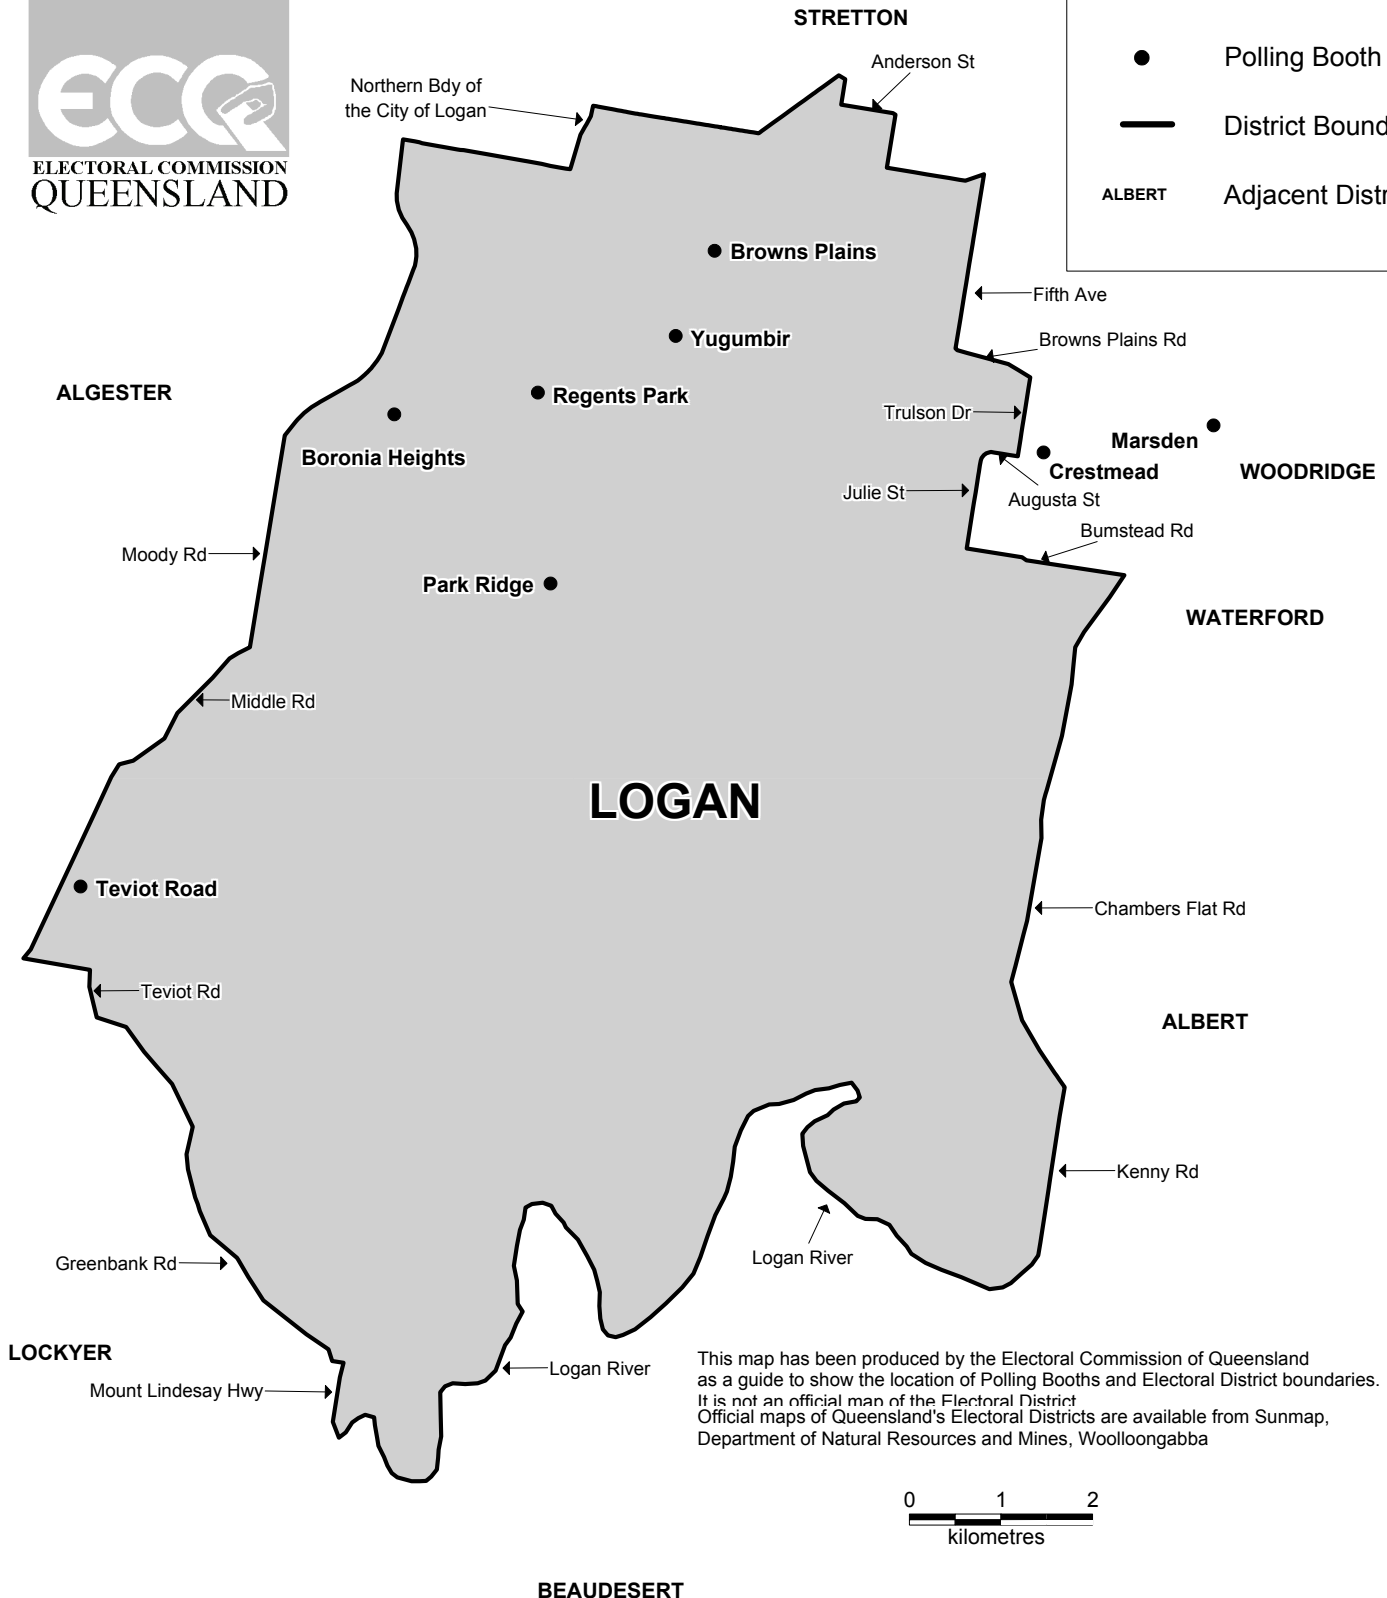 STRETTON
Polling Booth
District Bound
ALBERT
Adjacent Distr
ECQ
ELECTORAL COMMISSION
QUEENSLAND
Northern Bdy of
the City of Logan
Anderson St
Browns Plains
Fifth Ave
Yugumbir
Browns Plains Rd
ALGESTER
Regents Park
Trulson Dr
Marsden
Boronia Heights
Crestmead
WOODRIDGE
Julie St
Augusta St
Bumstead Rd
Moody Rd
Park Ridge
WATERFORD
Middle Rd
LOGAN
Teviot Road
Chambers Flat Rd
Teviot Rd
ALBERT
Kenny Rd
Logan River
Greenbank Rd
LOCKYER
Logan River
Mount Lindesay Hwy
This map has been produced by the Electoral Commission of Queensland
as a guide to show the location of Polling Booths and Electoral District boundaries.
It is not an official map of the Electoral District
Official maps of Queensland's Electoral Districts are available from Sunmap,
Department of Natural Resources and Mines, Woolloongabba
0 1 2
kilometres
BEAUDESERT